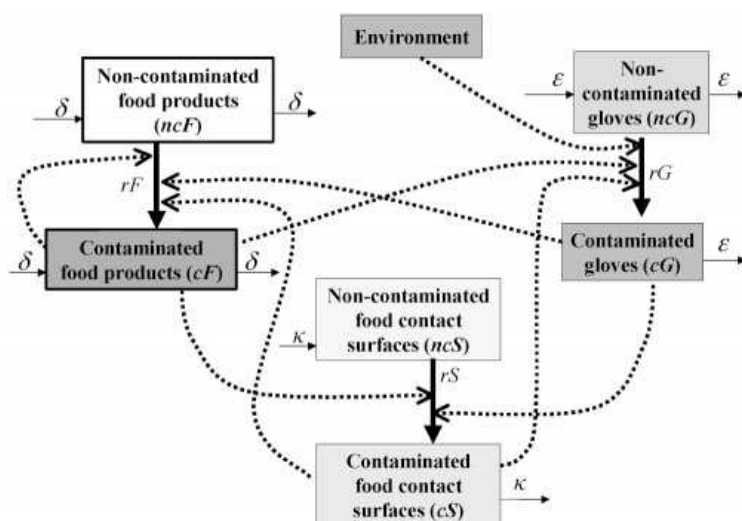 Environment
Non-contaminated
food products
(ncF)
δ
δ
Non-
contaminated
gloves (ncG)
ε
ε
rF
rG
Contaminated
food products (cF)
δ
δ
Contaminated
gloves (cG)
ε
Non-contaminated
food contact
surfaces (ncS)
κ
rS
Contaminated
food contact
surfaces (cS)
κ